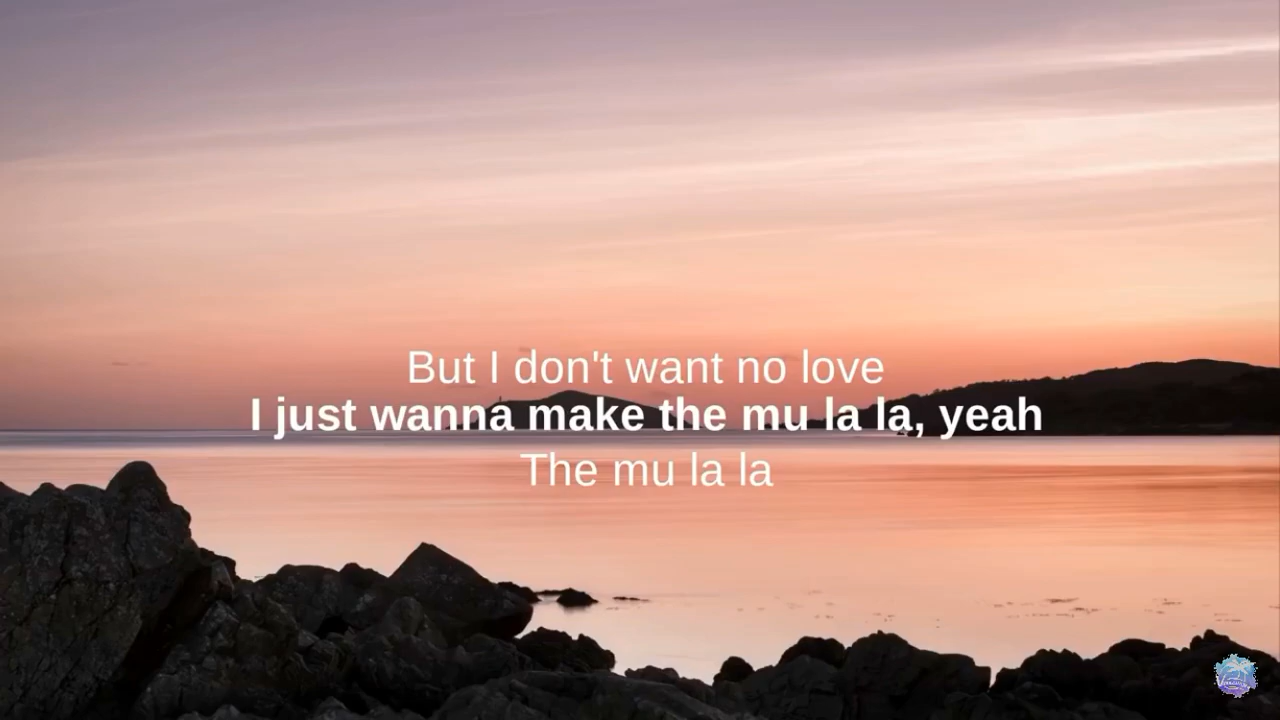 But I don't want no love
I just wanna make the mu la la, yeah
The mu la la